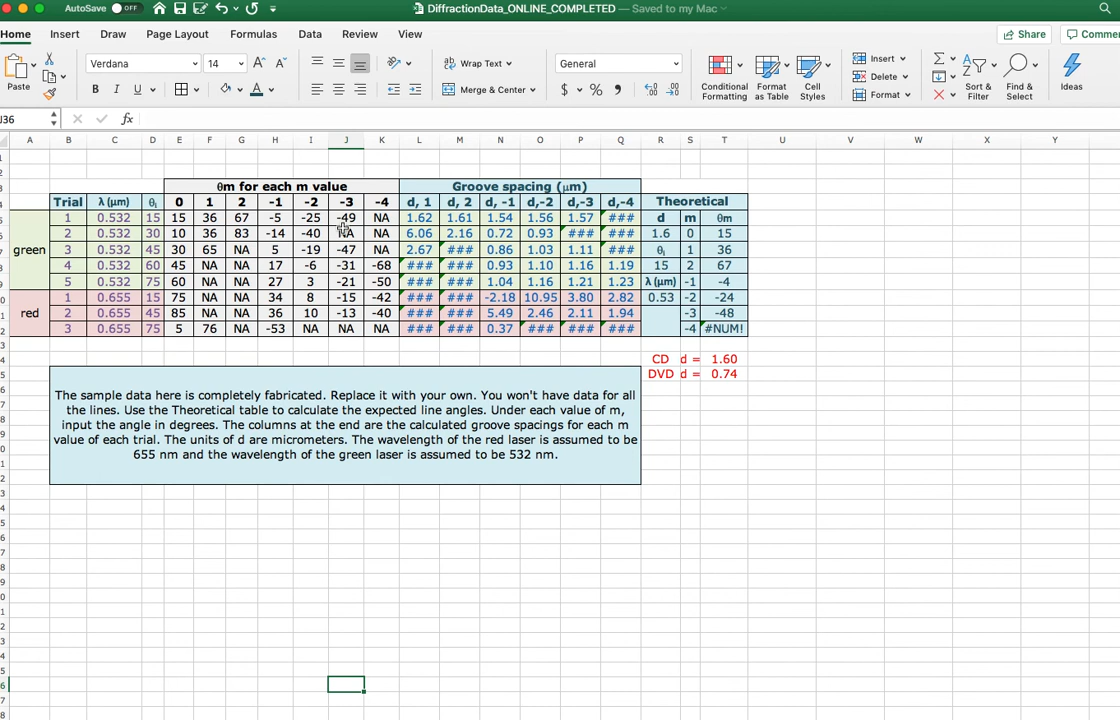 AutoSave OFF DiffractionData_ONLINE_COMPLETED — Saved to my Mac
Home Insert Draw Page Layout Formulas Data Review View Share Comme
Verdana 14 A^ A˅ Wrap Text General Insert Σ
Paste B I U A Merge & Center $ % Conditional Formatting Format as Table Cell Styles Delete Format Sort & Filter Find & Select Ideas
J36 fx
A B C D E F G H I J K L M N O P Q R S T U V W X Y
θm for each m value Groove spacing (μm)
Trial λ (μm) θi 0 1 2 -1 -2 -3 -4 d, 1 d, 2 d, -1 d,-2 d,-3 d,-4 Theoretical
1 0.532 15 15 36 67 -5 -25 -49 NA 1.62 1.61 1.54 1.56 1.57 ### d m θm
2 0.532 30 10 36 83 -14 -40 NA NA 6.06 2.16 0.72 0.93 ### ### 1.6 0 15
green 3 0.532 45 30 65 NA 5 -19 -47 NA 2.67 ### 0.86 1.03 1.11 ### θi 1 36
4 0.532 60 45 NA NA 17 -6 -31 -68 ### ### 0.93 1.10 1.16 1.19 15 2 67
5 0.532 75 60 NA NA 27 3 -21 -50 ### ### 1.04 1.16 1.21 1.23 λ (μm) -1 -4
1 0.655 15 75 NA NA 34 8 -15 -42 ### ### -2.18 10.95 3.80 2.82 0.53 -2 -24
red 2 0.655 45 85 NA NA 36 10 -13 -40 ### ### 5.49 2.46 2.11 1.94 -3 -48
3 0.655 75 5 76 NA -53 NA NA NA ### ### 0.37 ### ### ### -4 #NUM!
CD d = 1.60
DVD d = 0.74
The sample data here is completely fabricated. Replace it with your own. You won't have data for all
the lines. Use the Theoretical table to calculate the expected line angles. Under each value of m,
input the angle in degrees. The columns at the end are the calculated groove spacings for each m
value of each trial. The units of d are micrometers. The wavelength of the red laser is assumed to be
655 nm and the wavelength of the green laser is assumed to be 532 nm.